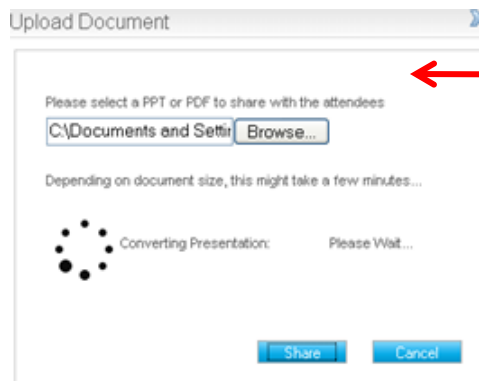 Upload Document
Please select a PPT or PDF to share with the attendees
C:\Documents and Settir Browse...
Depending on document size, this might take a few minutes...
Converting Presentation: Please Wait...
Share Cancel